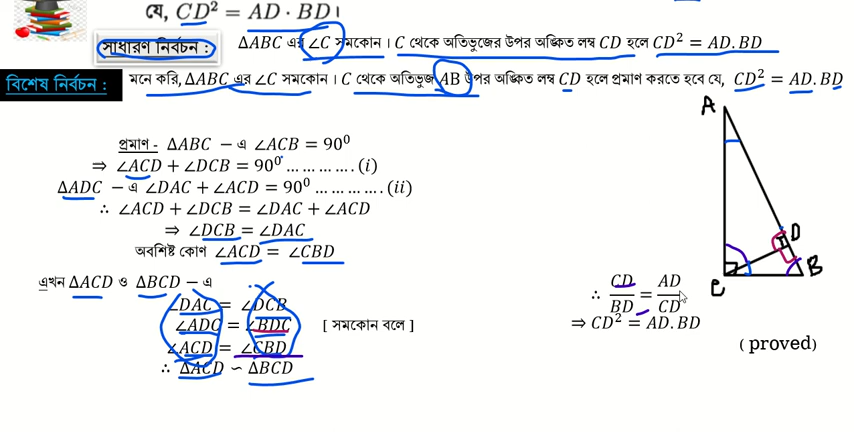 যে, CD² = AD · BD।
সাধারণ নির্বচন : ΔABC এর ∠C সমকোন। C থেকে অতিভুজের উপর অঙ্কিত লম্ব CD হলে CD² = AD.BD
বিশেষ নির্বচন : মনে করি, ΔABC এর ∠C সমকোন। C থেকে অতিভুজ AB উপর অঙ্কিত লম্ব CD হলে প্রমাণ করতে হবে যে, CD² = AD.BD
প্রমাণ - ΔABC − এ ∠ACB = 90⁰
⇒ ∠ACD + ∠DCB = 90⁰ … … … … . (i)
ΔADC − এ ∠DAC + ∠ACD = 90⁰ … … … … . (ii)
∴ ∠ACD + ∠DCB = ∠DAC + ∠ACD
⇒ ∠DCB = ∠DAC
অবশিষ্ট কোণ ∠ACD = ∠CBD
এখন ΔACD ও ΔBCD − এ
∠DAC = ∠DCB
∠ADC = ∠BDC [ সমকোন বলে ]
∠ACD = ∠CBD
∴ ΔACD ∽ ΔBCD
∴ CD/BD = AD/CD
⇒ CD² = AD.BD
(proved)
A
D
B
C